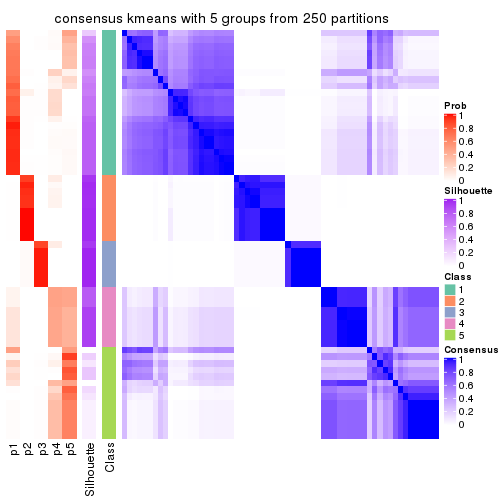 consensus kmeans with 5 groups from 250 partitions
Prob
1
0.8
0.6
0.4
0.2
0
Silhouette
1
0.8
0.6
0.4
0.2
0
Class
1
2
3
4
5
Consensus
1
0.8
0.6
0.4
0.2
0
p1
p2
p3
p4
p5
Silhouette
Class